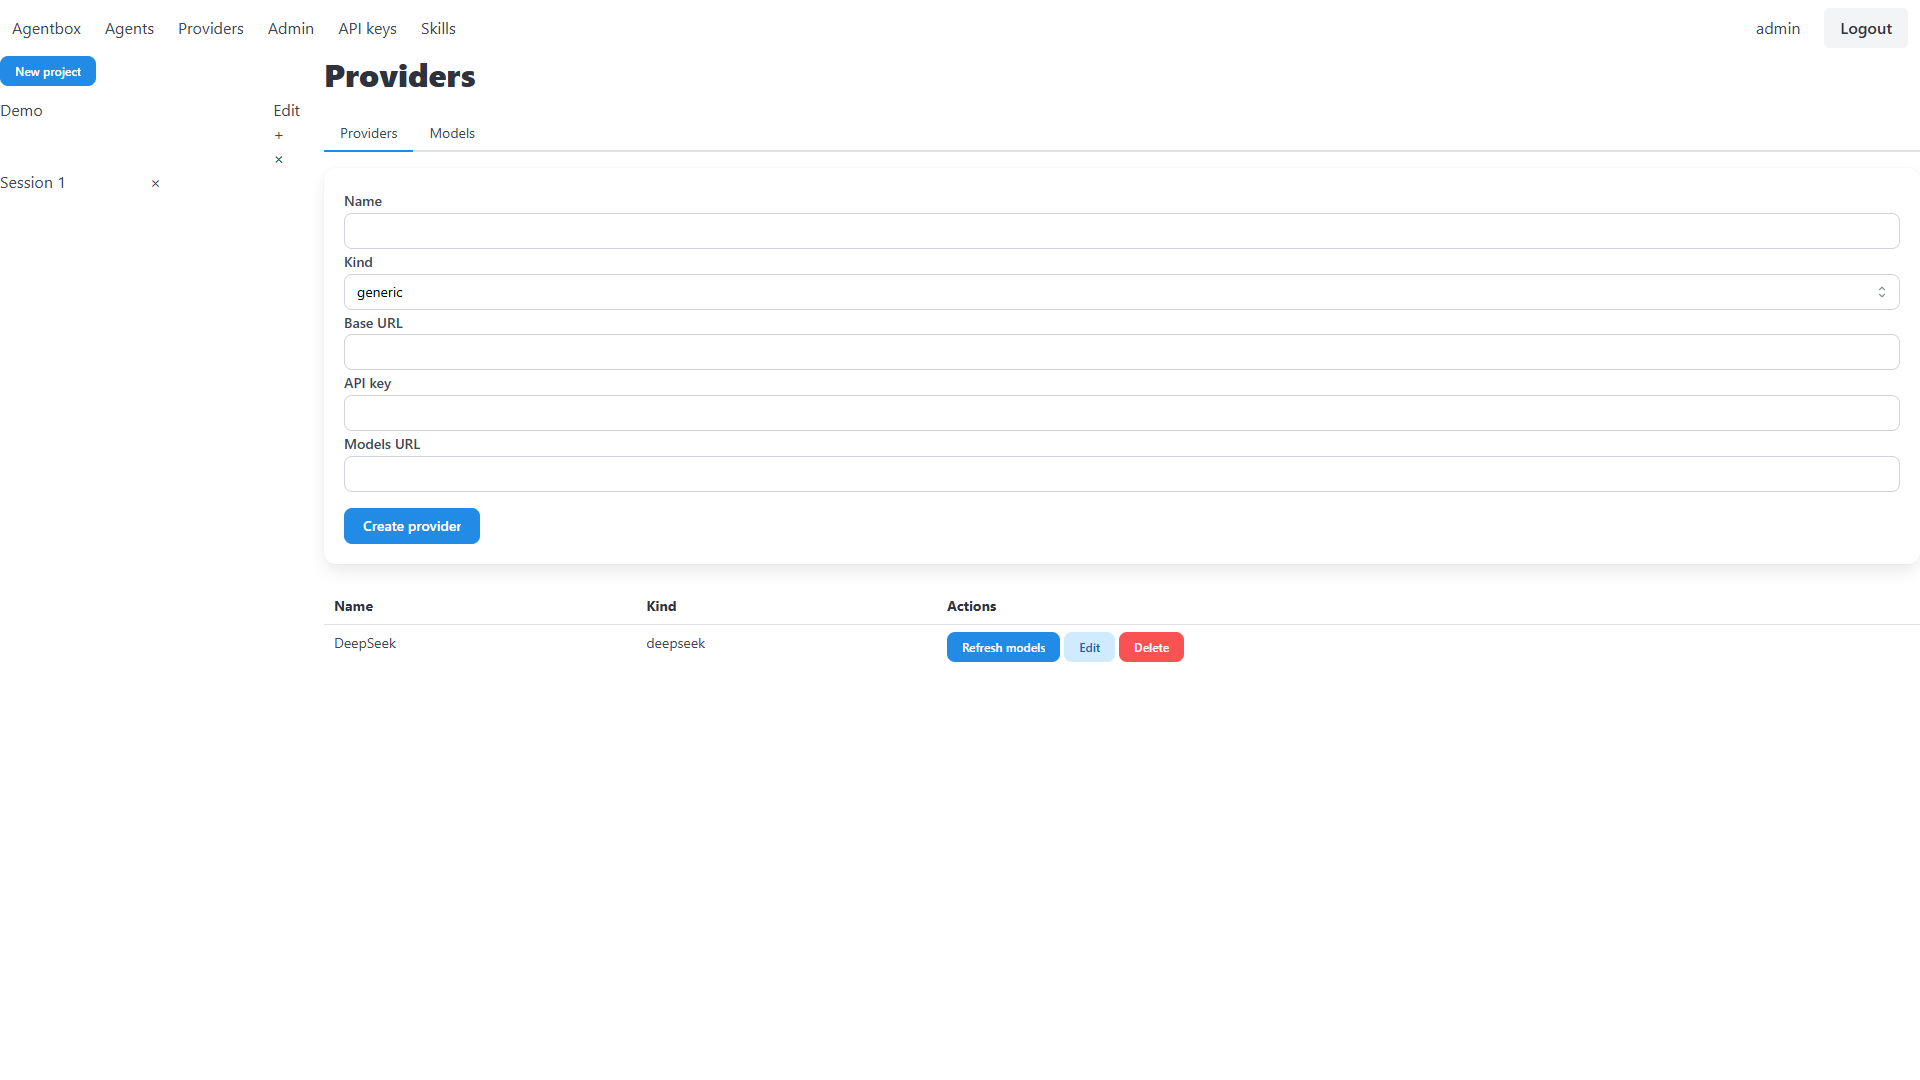 Agentbox Agents Providers Admin API keys Skills admin Logout
New project
Demo Edit
+
×
Session 1 ×
Providers
Providers Models
Name
Kind
generic
Base URL
API key
Models URL
Create provider
Name Kind Actions
DeepSeek deepseek Refresh models Edit Delete